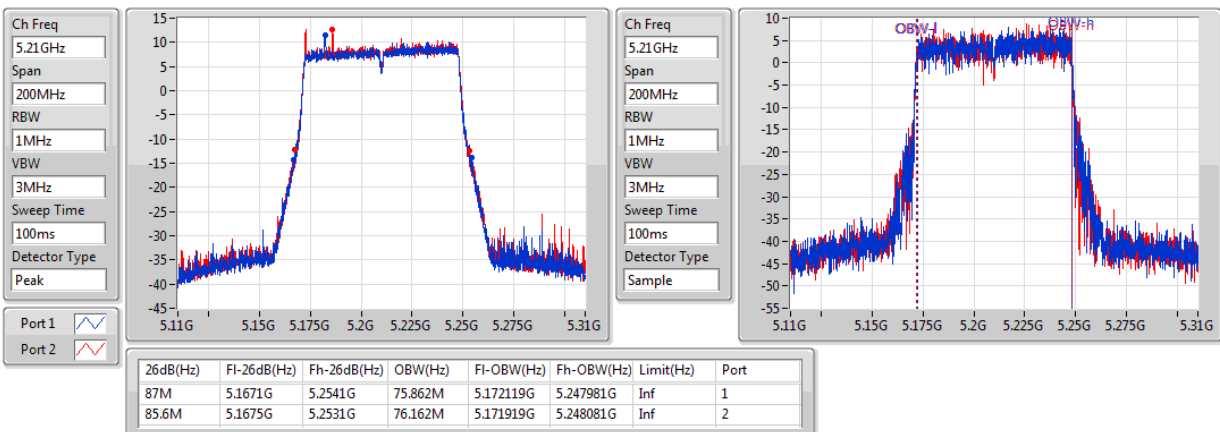 Ch Freq
5.21GHz
Span
200MHz
RBW
1MHz
VBW
3MHz
Sweep Time
100ms
Detector Type
Peak
Port 1
Port 2
15
10
5
0
-5
-10
-15
-20
-25
-30
-35
-40
-45
5.11G 5.15G 5.175G 5.2G 5.225G 5.25G 5.275G 5.31G
Ch Freq
5.21GHz
Span
200MHz
RBW
1MHz
VBW
3MHz
Sweep Time
100ms
Detector Type
Sample
OBW-l OBW-h
10
5
0
-5
-10
-15
-20
-25
-30
-35
-40
-45
-50
-55
5.11G 5.15G 5.175G 5.2G 5.225G 5.25G 5.275G 5.31G
26dB(Hz) Fl-26dB(Hz) Fh-26dB(Hz) OBW(Hz) Fl-OBW(Hz) Fh-OBW(Hz) Limit(Hz) Port
87M 5.1671G 5.2541G 75.862M 5.172119G 5.247981G Inf 1
85.6M 5.1675G 5.2531G 76.162M 5.171919G 5.248081G Inf 2